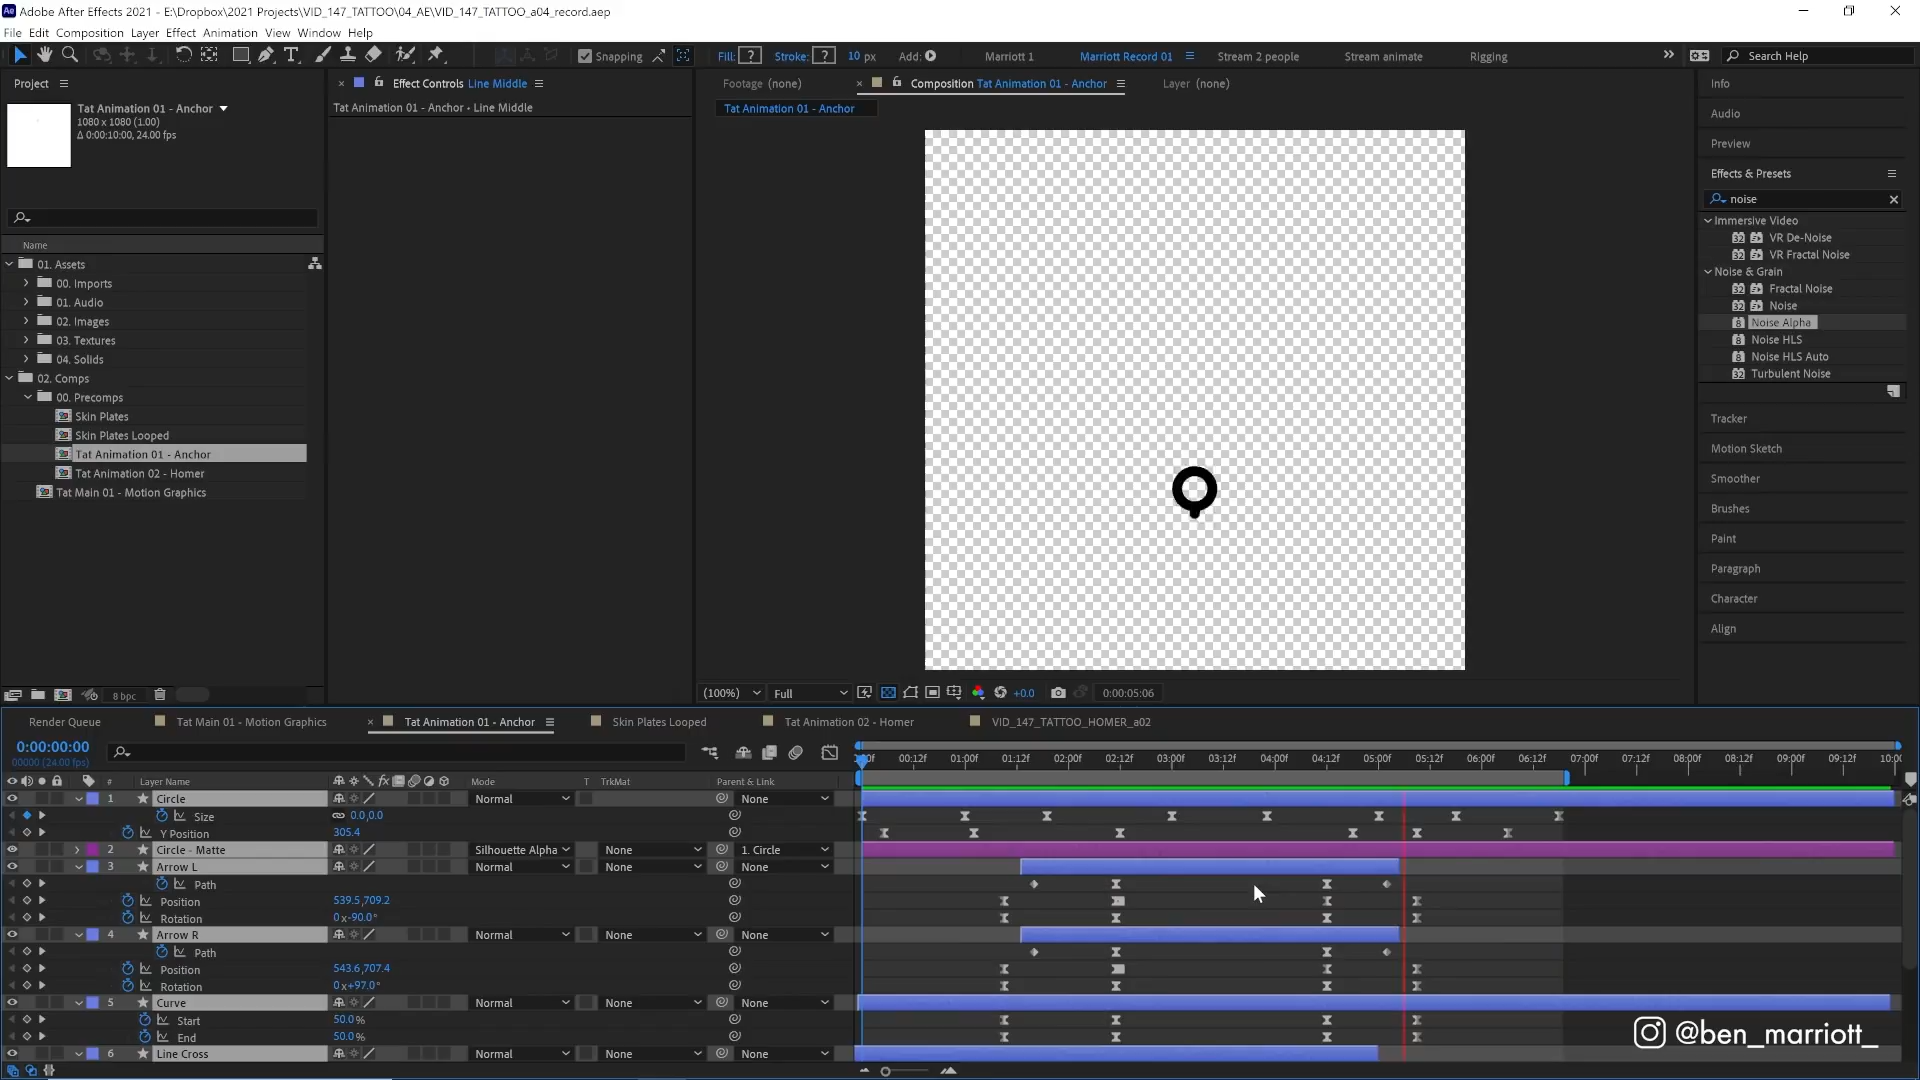 Adobe After Effects 2021 - E:\Dropbox\2021 Projects\VID_147_TATTOO\04_AE\VID_147_TATTOO_a04_record.aep
File Edit Composition Layer Effect Animation View Window Help
Snapping Fill: ? Stroke: ? 10 px Add: Marriott 1 Marriott Record 01 Stream 2 people Stream animate Rigging Search Help
Project
Effect Controls Line Middle
Footage (none)
Composition Tat Animation 01 - Anchor
Layer (none)
Info
Tat Animation 01 - Anchor
1080 x 1080 (1.00)
Δ 0:00:10:00, 24.00 fps
Tat Animation 01 - Anchor • Line Middle
Tat Animation 01 - Anchor
Audio
Preview
Effects & Presets
noise
Immersive Video
VR De-Noise
VR Fractal Noise
Noise & Grain
Fractal Noise
Noise
Noise Alpha
Noise HLS
Noise HLS Auto
Turbulent Noise
Tracker
Motion Sketch
Smoother
Brushes
Paint
Paragraph
Character
Align
Name
01. Assets
00. Imports
01. Audio
02. Images
03. Textures
04. Solids
02. Comps
00. Precomps
Skin Plates
Skin Plates Looped
Tat Animation 01 - Anchor
Tat Animation 02 - Homer
Tat Main 01 - Motion Graphics
8 bpc
(100%) Full +0.0 0:00:05:06
Render Queue Tat Main 01 - Motion Graphics Tat Animation 01 - Anchor Skin Plates Looped Tat Animation 02 - Homer VID_147_TATTOO_HOMER_a02
0:00:00:00
00000 (24.00 fps)
00:12f 01:00f 01:12f 02:00f 02:12f 03:00f 03:12f 04:00f 04:12f 05:00f 05:12f 06:00f 06:12f 07:00f 07:12f 08:00f 08:12f 09:00f 09:12f
# Layer Name Mode T TrkMat Parent & Link
1 Circle Normal None
Size 0.0,0.0
Y Position 305.4
2 Circle - Matte Silhouette Alpha None 1. Circle
3 Arrow L Normal None None
Path
Position 539.5,709.2
Rotation 0x-90.0°
4 Arrow R Normal None None
Path
Position 543.6,707.4
Rotation 0x+97.0°
5 Curve Normal None None
Start 50.0%
End 50.0%
6 Line Cross Normal None None
@ben_marriott_